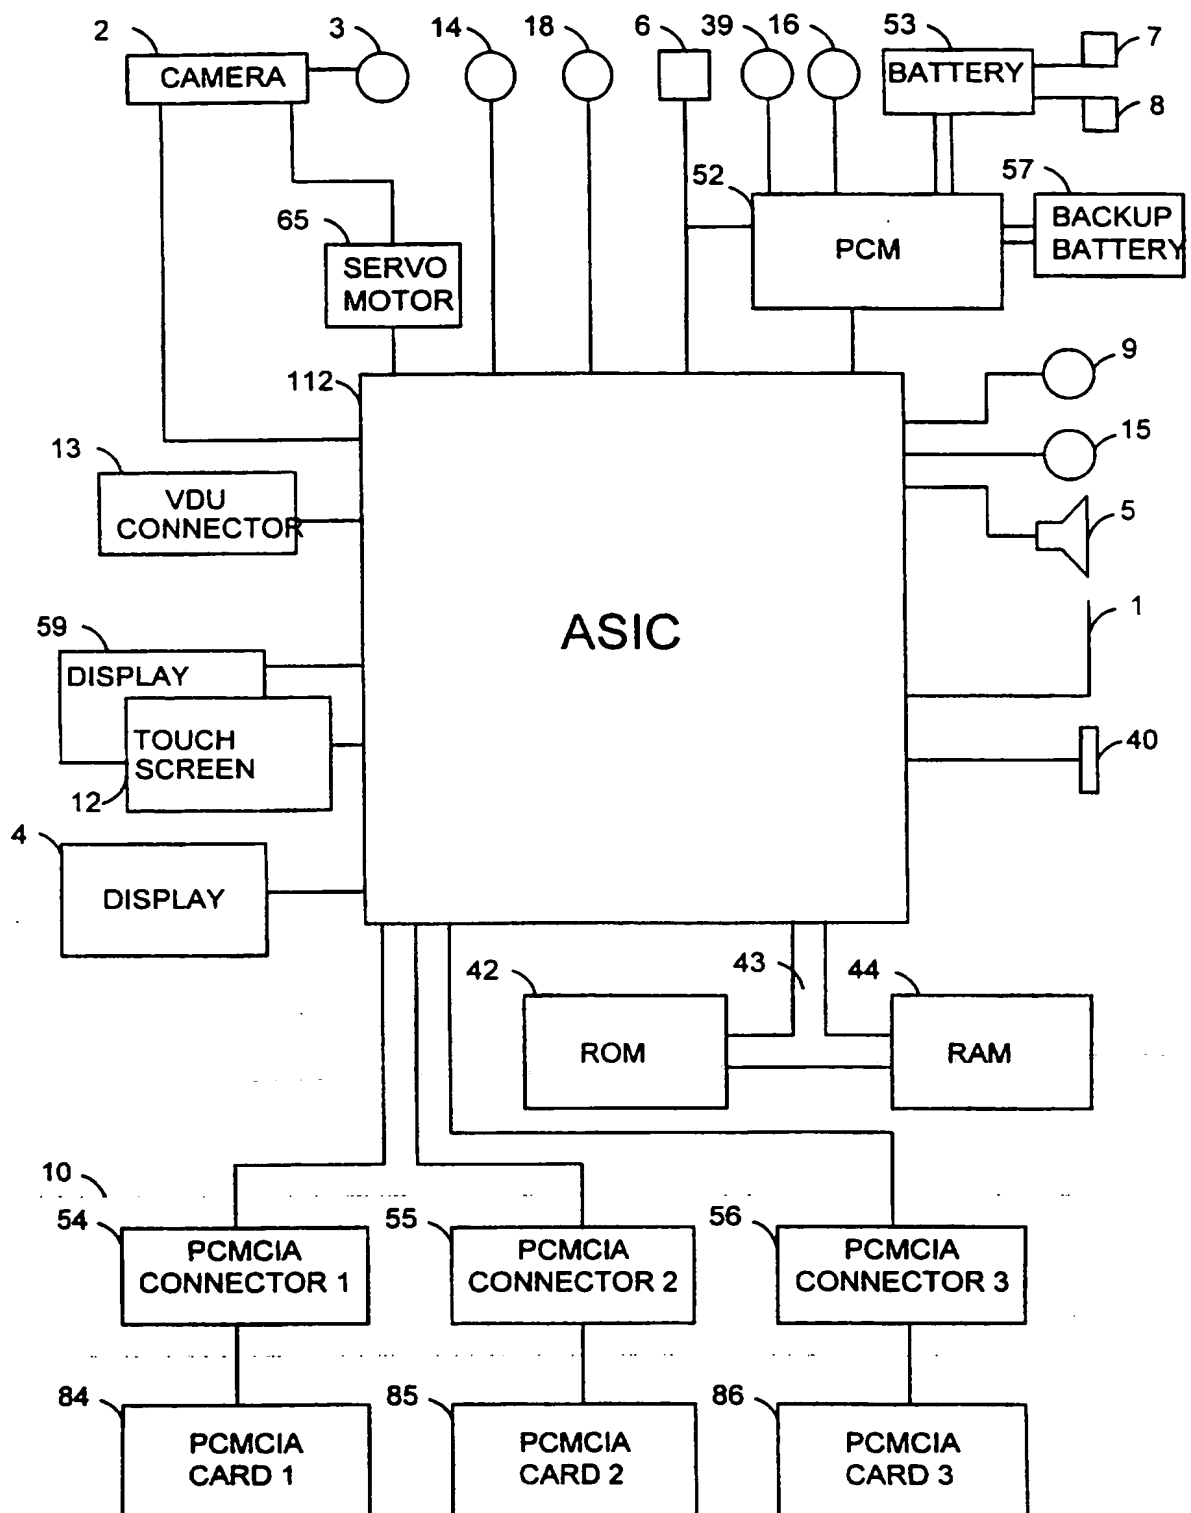 2 3 14 18 6 39 16 53 7
CAMERA
BATTERY
8
52 57
65
BACKUP
BATTERY
PCM
SERVO
MOTOR
112
9
13
15
VDU
CONNECTOR
5
59
1
ASIC
DISPLAY
TOUCH
SCREEN
12
40
4
DISPLAY
42 43 44
ROM
RAM
10
54 55 56
PCMCIA
CONNECTOR 1
PCMCIA
CONNECTOR 2
PCMCIA
CONNECTOR 3
84 85 86
PCMCIA
CARD 1
PCMCIA
CARD 2
PCMCIA
CARD 3